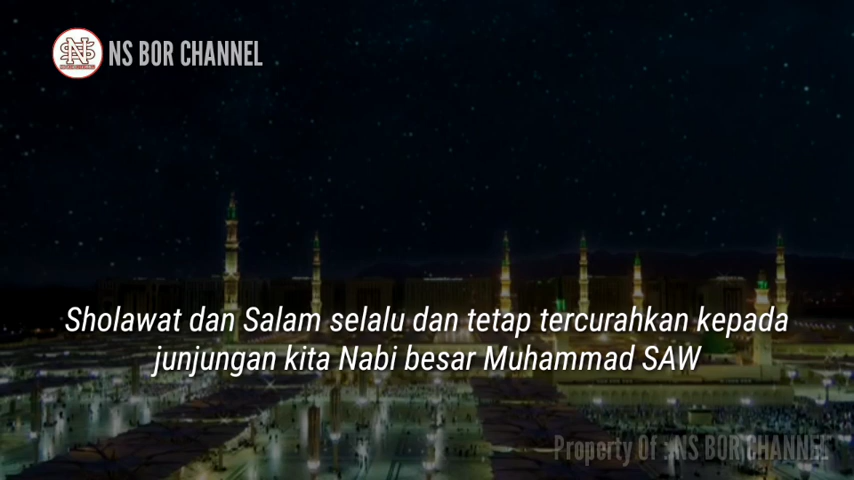 NS BOR CHANNEL
Sholawat dan Salam selalu dan tetap tercurahkan kepada
junjungan kita Nabi besar Muhammad SAW
Property Of : NS BOR CHANNEL